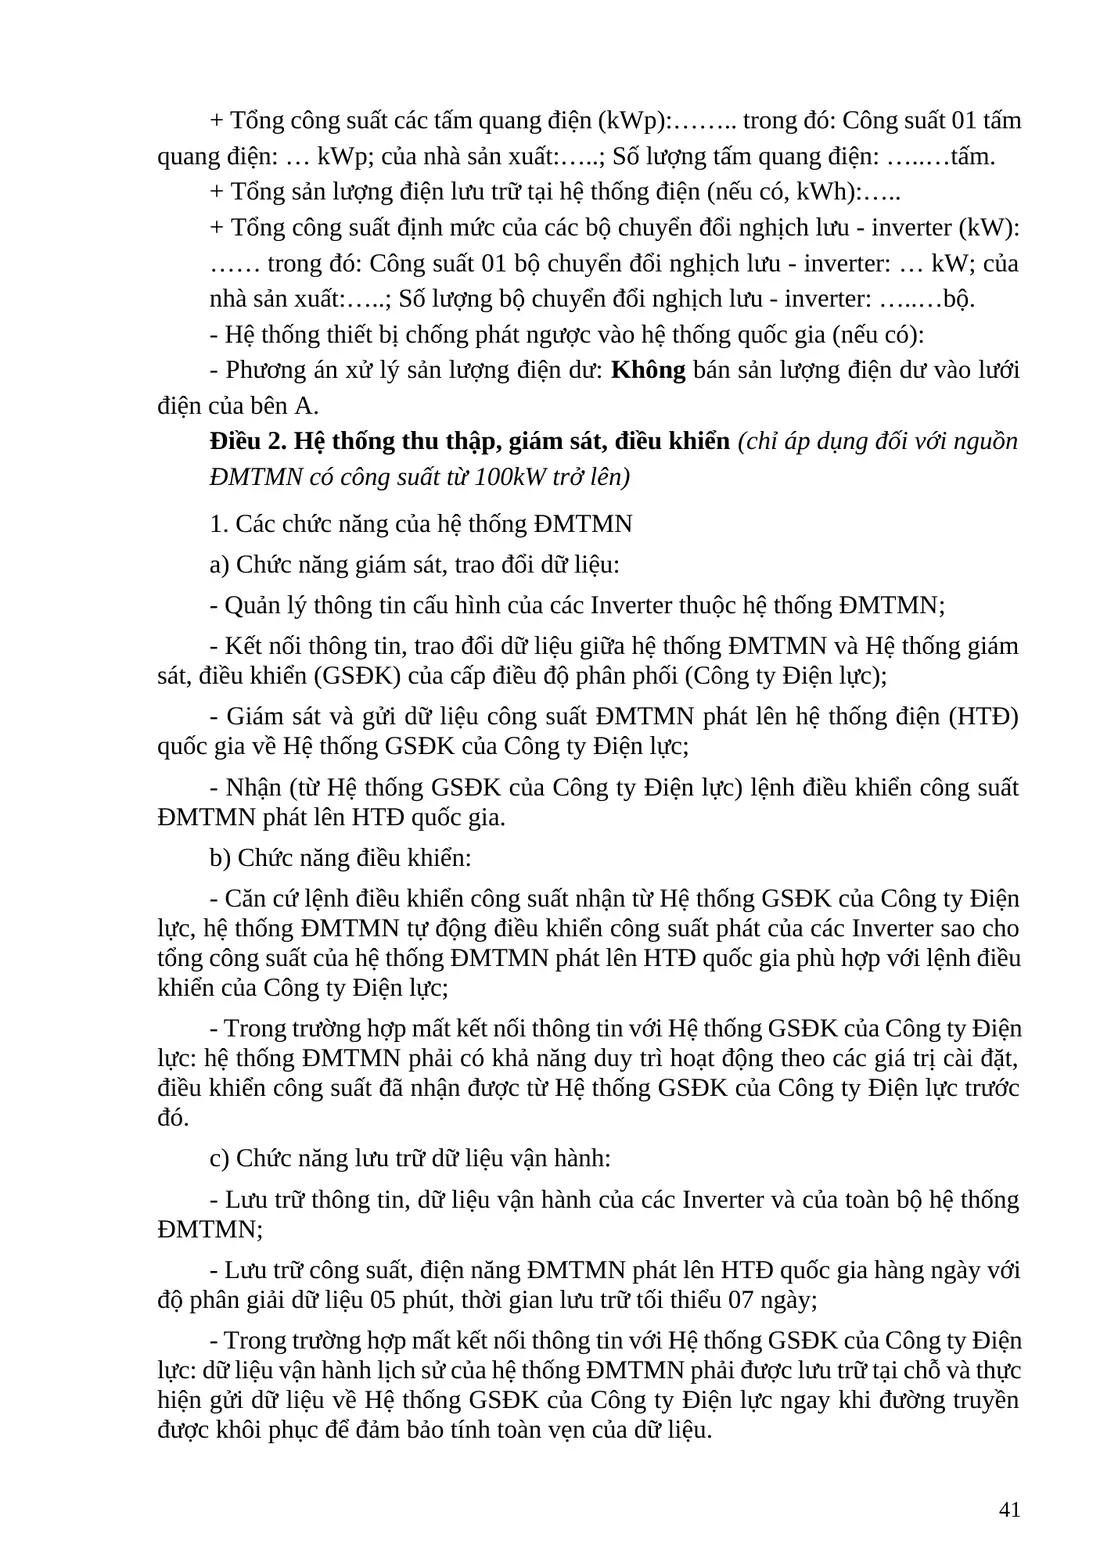 + Tổng công suất các tấm quang điện (kWp):…….. trong đó: Công suất 01 tấm
quang điện: … kWp; của nhà sản xuất:…..; Số lượng tấm quang điện: …..…tấm.
+ Tổng sản lượng điện lưu trữ tại hệ thống điện (nếu có, kWh):…..
+ Tổng công suất định mức của các bộ chuyển đổi nghịch lưu - inverter (kW):
…… trong đó: Công suất 01 bộ chuyển đổi nghịch lưu - inverter: … kW; của
nhà sản xuất:…..; Số lượng bộ chuyển đổi nghịch lưu - inverter: …..…bộ.
- Hệ thống thiết bị chống phát ngược vào hệ thống quốc gia (nếu có):
- Phương án xử lý sản lượng điện dư: Không bán sản lượng điện dư vào lưới
điện của bên A.
Điều 2. Hệ thống thu thập, giám sát, điều khiển (chỉ áp dụng đối với nguồn
ĐMTMN có công suất từ 100kW trở lên)
1. Các chức năng của hệ thống ĐMTMN
a) Chức năng giám sát, trao đổi dữ liệu:
- Quản lý thông tin cấu hình của các Inverter thuộc hệ thống ĐMTMN;
- Kết nối thông tin, trao đổi dữ liệu giữa hệ thống ĐMTMN và Hệ thống giám
sát, điều khiển (GSĐK) của cấp điều độ phân phối (Công ty Điện lực);
- Giám sát và gửi dữ liệu công suất ĐMTMN phát lên hệ thống điện (HTĐ)
quốc gia về Hệ thống GSĐK của Công ty Điện lực;
- Nhận (từ Hệ thống GSĐK của Công ty Điện lực) lệnh điều khiển công suất
ĐMTMN phát lên HTĐ quốc gia.
b) Chức năng điều khiển:
- Căn cứ lệnh điều khiển công suất nhận từ Hệ thống GSĐK của Công ty Điện
lực, hệ thống ĐMTMN tự động điều khiển công suất phát của các Inverter sao cho
tổng công suất của hệ thống ĐMTMN phát lên HTĐ quốc gia phù hợp với lệnh điều
khiển của Công ty Điện lực;
- Trong trường hợp mất kết nối thông tin với Hệ thống GSĐK của Công ty Điện
lực: hệ thống ĐMTMN phải có khả năng duy trì hoạt động theo các giá trị cài đặt,
điều khiển công suất đã nhận được từ Hệ thống GSĐK của Công ty Điện lực trước
đó.
c) Chức năng lưu trữ dữ liệu vận hành:
- Lưu trữ thông tin, dữ liệu vận hành của các Inverter và của toàn bộ hệ thống
ĐMTMN;
- Lưu trữ công suất, điện năng ĐMTMN phát lên HTĐ quốc gia hàng ngày với
độ phân giải dữ liệu 05 phút, thời gian lưu trữ tối thiểu 07 ngày;
- Trong trường hợp mất kết nối thông tin với Hệ thống GSĐK của Công ty Điện
lực: dữ liệu vận hành lịch sử của hệ thống ĐMTMN phải được lưu trữ tại chỗ và thực
hiện gửi dữ liệu về Hệ thống GSĐK của Công ty Điện lực ngay khi đường truyền
được khôi phục để đảm bảo tính toàn vẹn của dữ liệu.
41